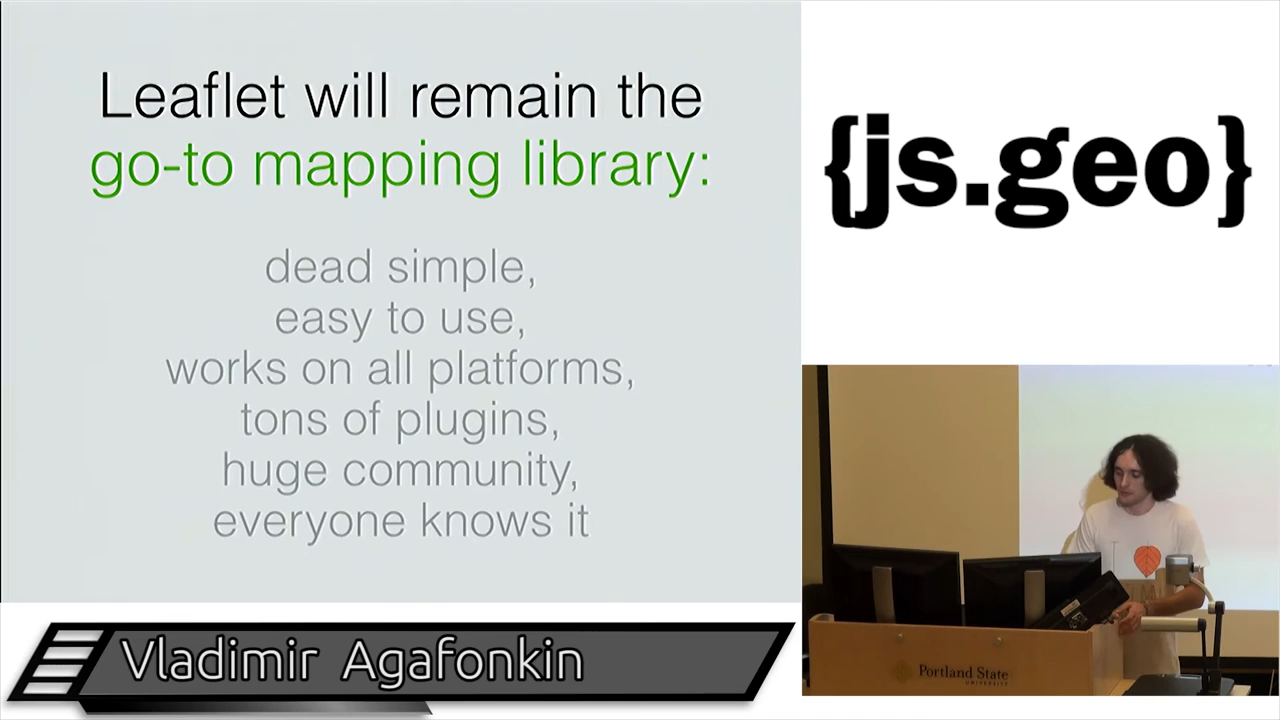 Leaflet will remain the
go-to mapping library:
dead simple,
easy to use,
works on all platforms,
tons of plugins,
huge community,
everyone knows it
{js.geo}
Portland State
UNIVERSITY
Vladimir Agafonkin